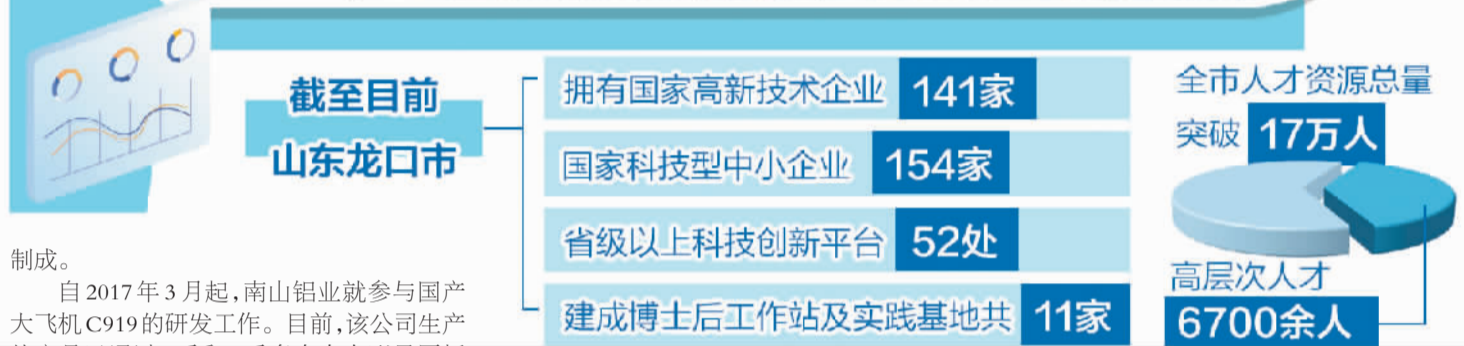 截至目前
山东龙口市
拥有国家高新技术企业 141家
国家科技型中小企业 154家
省级以上科技创新平台 52处
建成博士后工作站及实践基地共 11家
全市人才资源总量
突破 17万人
高层次人才
6700余人
制成。
自2017年3月起,南山铝业就参与国产
大飞机C919的研发工作。目前,该公司生产